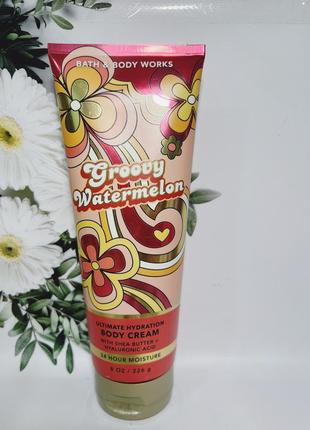 BATH & BODY WORKS
Groovy
Watermelon
ULTIMATE HYDRATION
BODY CREAM
WITH SHEA BUTTER +
HYALURONIC ACID
24 HOUR MOISTURE
8 OZ / 226 g